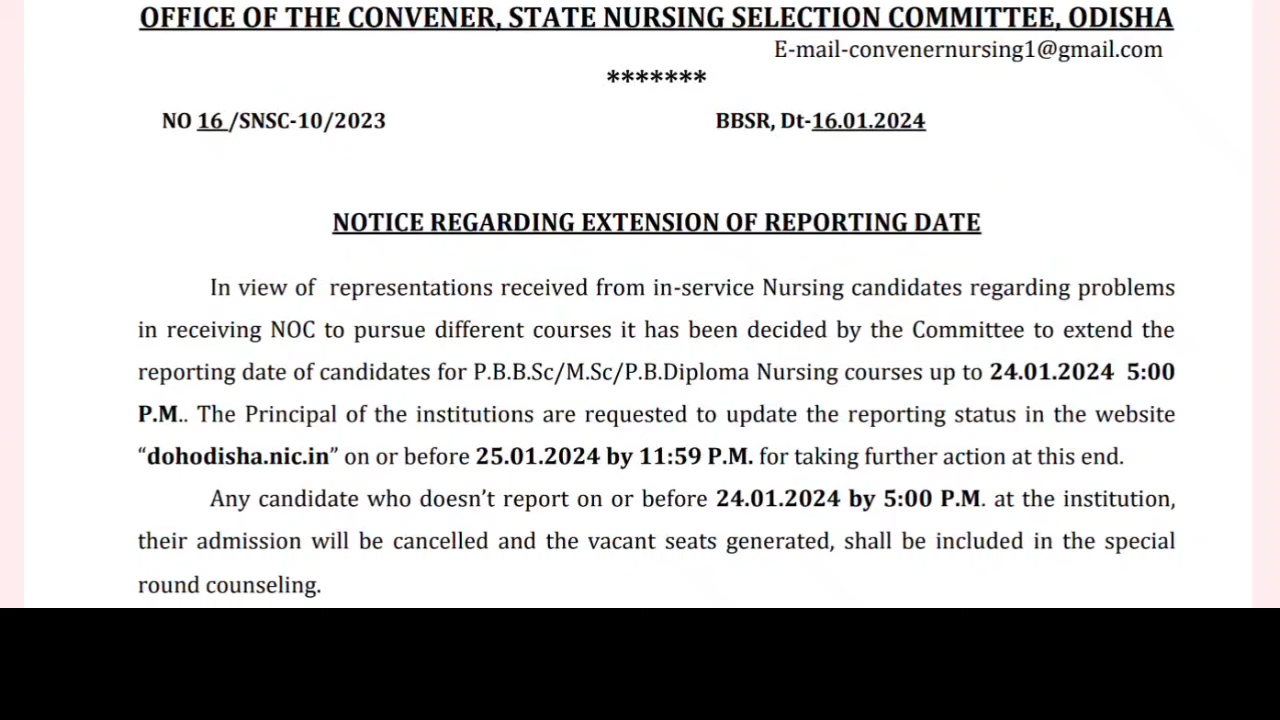 OFFICE OF THE CONVENER, STATE NURSING SELECTION COMMITTEE, ODISHA
E-mail-convenernursing1@gmail.com
*******
NO 16 /SNSC-10/2023 BBSR, Dt-16.01.2024
NOTICE REGARDING EXTENSION OF REPORTING DATE
In view of representations received from in-service Nursing candidates regarding problems
in receiving NOC to pursue different courses it has been decided by the Committee to extend the
reporting date of candidates for P.B.B.Sc/M.Sc/P.B.Diploma Nursing courses up to 24.01.2024 5:00
P.M.. The Principal of the institutions are requested to update the reporting status in the website
“dohodisha.nic.in” on or before 25.01.2024 by 11:59 P.M. for taking further action at this end.
Any candidate who doesn’t report on or before 24.01.2024 by 5:00 P.M. at the institution,
their admission will be cancelled and the vacant seats generated, shall be included in the special
round counseling.